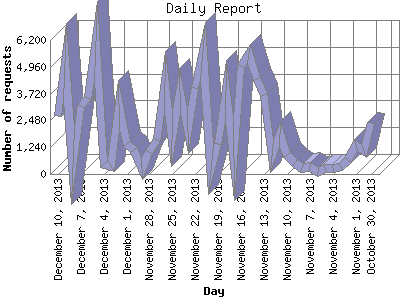 Daily Report
Number of requests
6,200
4,960
3,720
2,480
1,240
0
December 10, 2013
December 7, 2013
December 4, 2013
December 1, 2013
November 28, 2013
November 25, 2013
November 22, 2013
November 19, 2013
November 16, 2013
November 13, 2013
November 10, 2013
November 7, 2013
November 4, 2013
November 1, 2013
October 30, 2013
Day